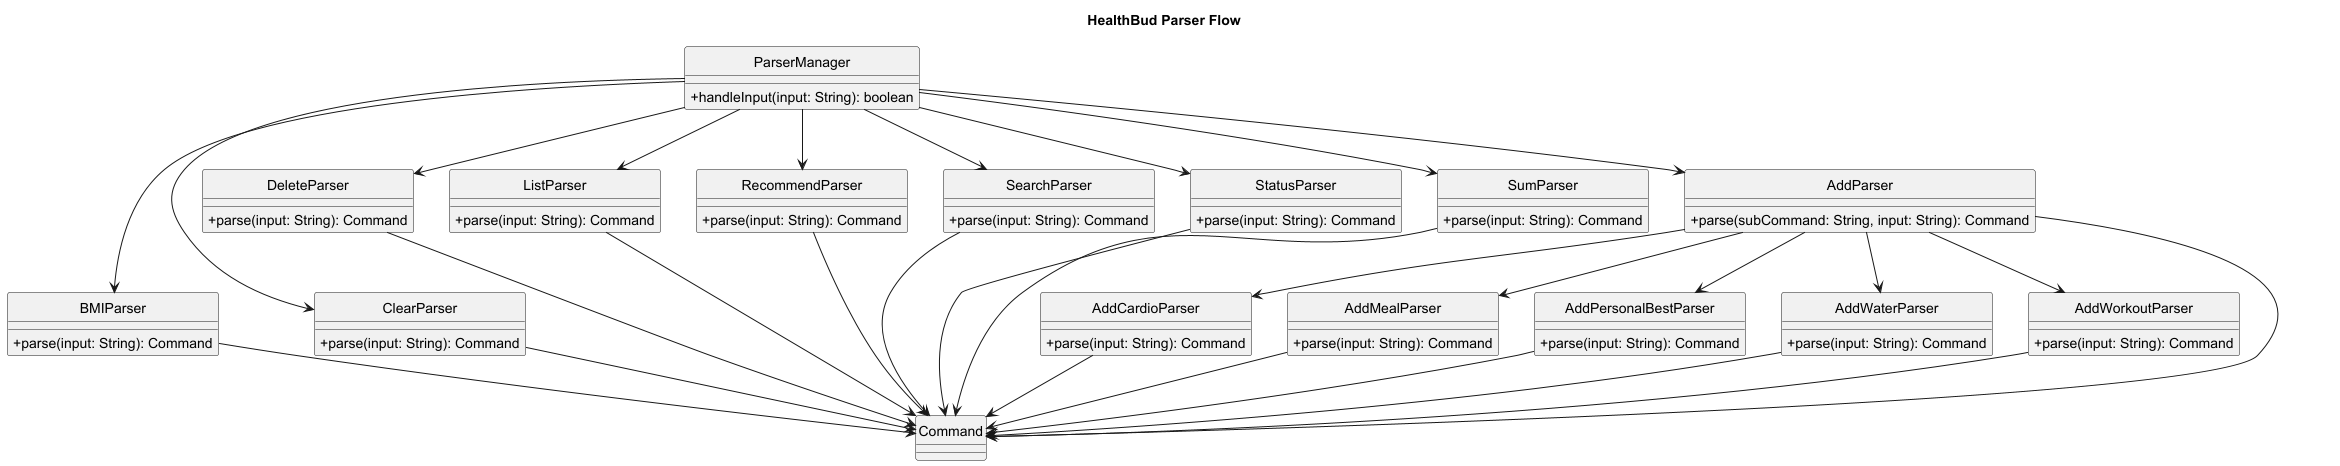 HealthBud Parser Flow
ParserManager
+handleInput(input: String): boolean
DeleteParser
+parse(input: String): Command
ListParser
+parse(input: String): Command
RecommendParser
+parse(input: String): Command
SearchParser
+parse(input: String): Command
StatusParser
+parse(input: String): Command
SumParser
+parse(input: String): Command
AddParser
+parse(subCommand: String, input: String): Command
BMIParser
+parse(input: String): Command
ClearParser
+parse(input: String): Command
AddCardioParser
+parse(input: String): Command
AddMealParser
+parse(input: String): Command
AddPersonalBestParser
+parse(input: String): Command
AddWaterParser
+parse(input: String): Command
AddWorkoutParser
+parse(input: String): Command
Command